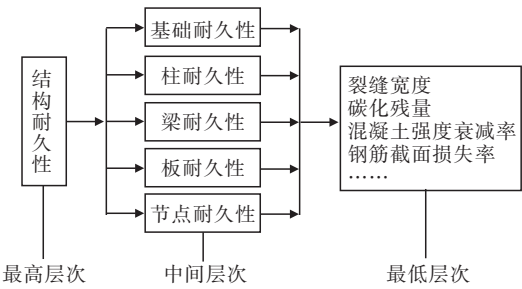 结构耐久性
基础耐久性
柱耐久性
梁耐久性
板耐久性
节点耐久性
裂缝宽度
碳化残量
混凝土强度衰减率
钢筋截面损失率
……
最高层次
中间层次
最低层次